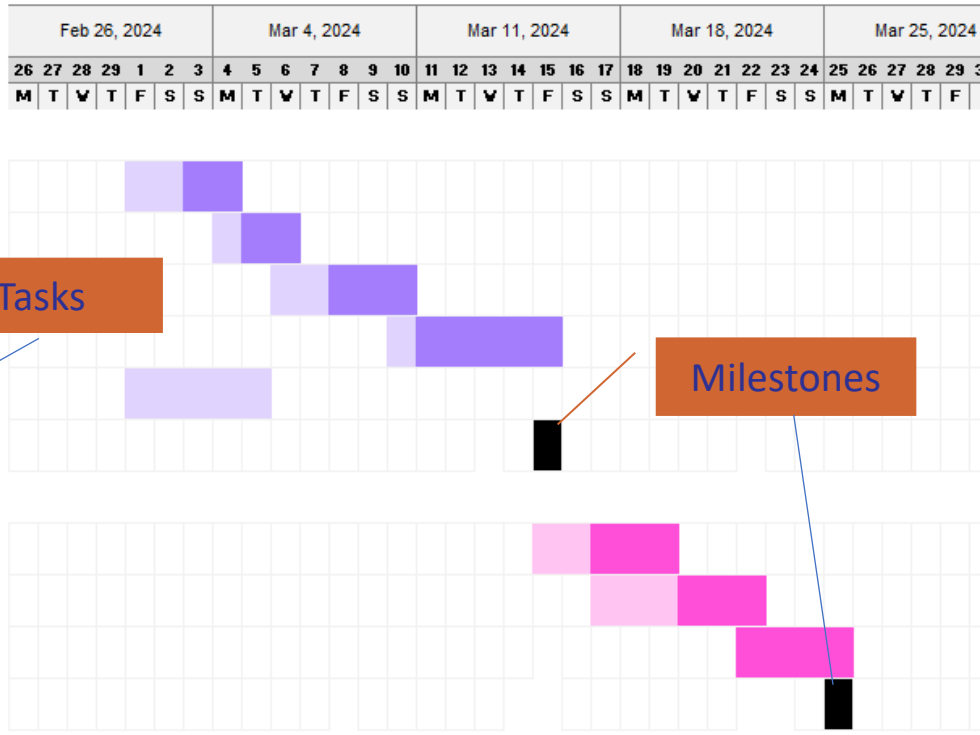 Feb 26, 2024 Mar 4, 2024 Mar 11, 2024 Mar 18, 2024 Mar 25, 2024
26 27 28 29 1 2 3 4 5 6 7 8 9 10 11 12 13 14 15 16 17 18 19 20 21 22 23 24 25 26 27 28 29
M T W T F S S M T W T F S S M T W T F S S M T W T F S S M T W T F
Tasks
Milestones